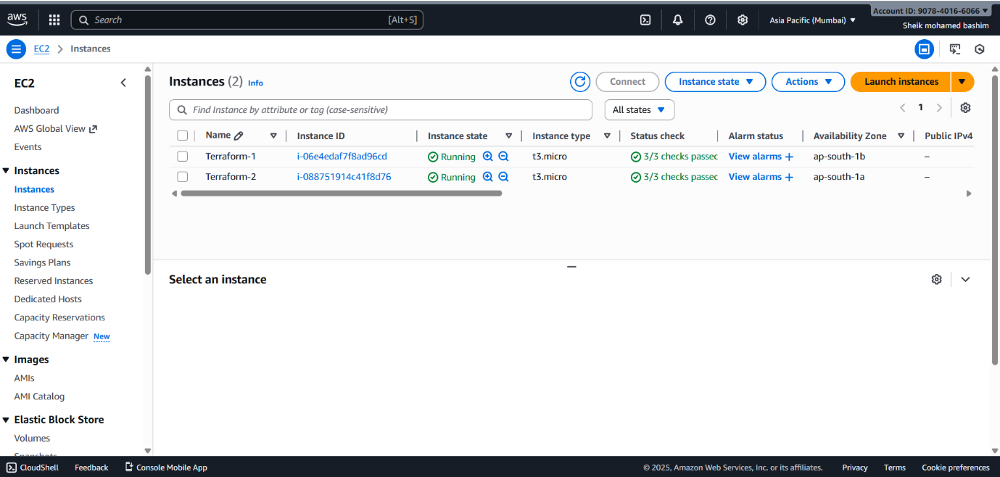 aws
Search [Alt+S]
Asia Pacific (Mumbai)
Account ID: 9078-4016-6066
Sheik mohamed bashim
EC2 Instances
EC2
Dashboard
AWS Global View
Events
Instances
Instances
Instance Types
Launch Templates
Spot Requests
Savings Plans
Reserved Instances
Dedicated Hosts
Capacity Reservations
Capacity Manager New
Images
AMIs
AMI Catalog
Elastic Block Store
Volumes
Snapshots
Instances (2) Info
Connect
Instance state
Actions
Launch instances
Find Instance by attribute or tag (case-sensitive)
All states
1
Name Instance ID Instance state Instance type Status check Alarm status Availability Zone Public IPv4
Terraform-1 i-06e4edaf7f8ad96cd Running t3.micro 3/3 checks passec View alarms + ap-south-1b –
Terraform-2 i-088751914c41f8d76 Running t3.micro 3/3 checks passec View alarms + ap-south-1a –
Select an instance
CloudShell Feedback Console Mobile App © 2025, Amazon Web Services, Inc. or its affiliates. Privacy Terms Cookie preferences